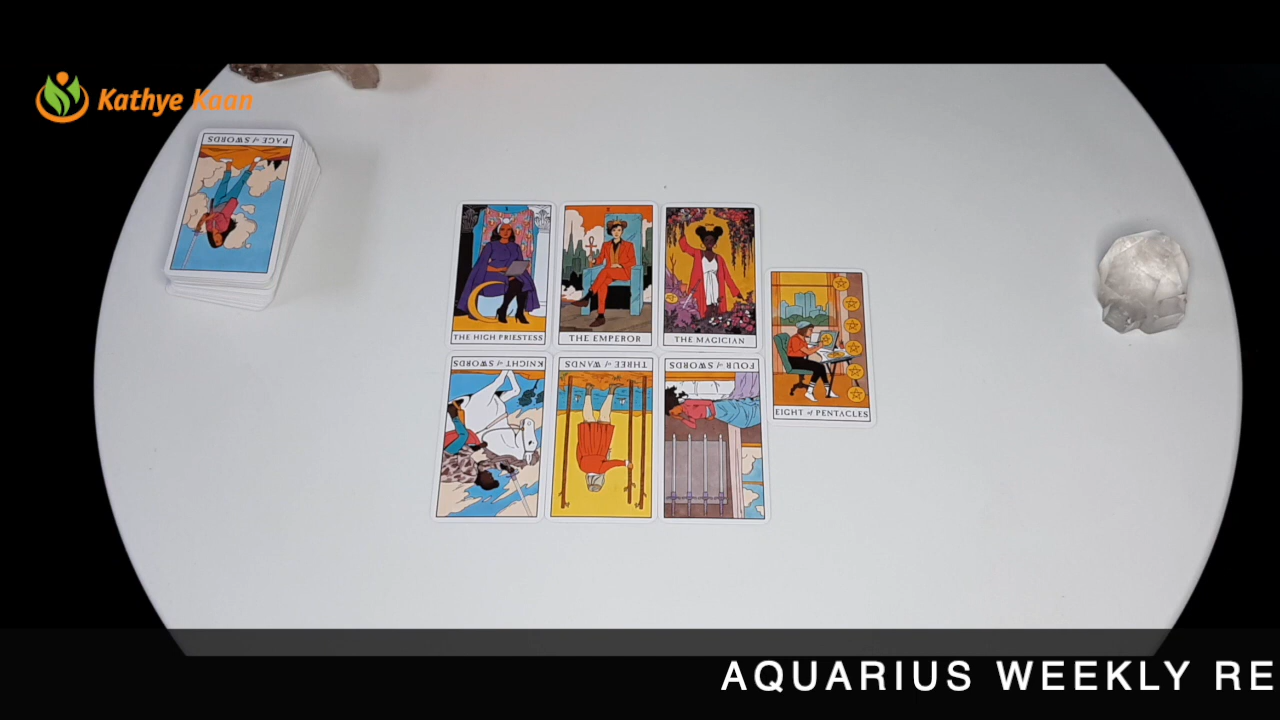 Kathye Kaan
PAGE of SWORDS
THE HIGH PRIESTESS
THE EMPEROR
THE MAGICIAN
EIGHT of PENTACLES
KNIGHT of SWORDS
THREE of WANDS
FOUR of SWORDS
AQUARIUS WEEKLY RE